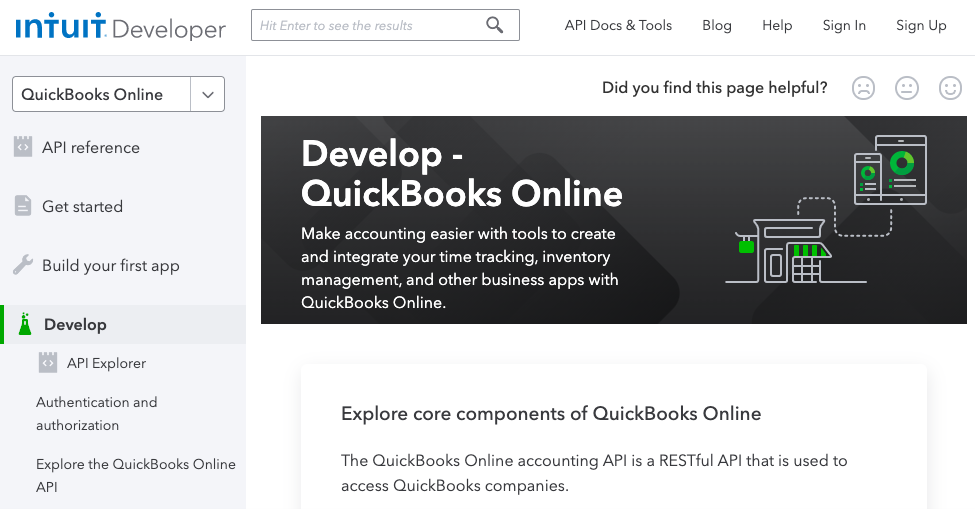 INTUIT Developer
Hit Enter to see the results
API Docs & Tools
Blog
Help
Sign In
Sign Up
QuickBooks Online
API reference
Get started
Build your first app
Develop
API Explorer
Authentication and
authorization
Explore the QuickBooks Online
API
Did you find this page helpful?
Develop -
QuickBooks Online
Make accounting easier with tools to create
and integrate your time tracking, inventory
management, and other business apps with
QuickBooks Online.
Explore core components of QuickBooks Online
The QuickBooks Online accounting API is a RESTful API that is used to
access QuickBooks companies.